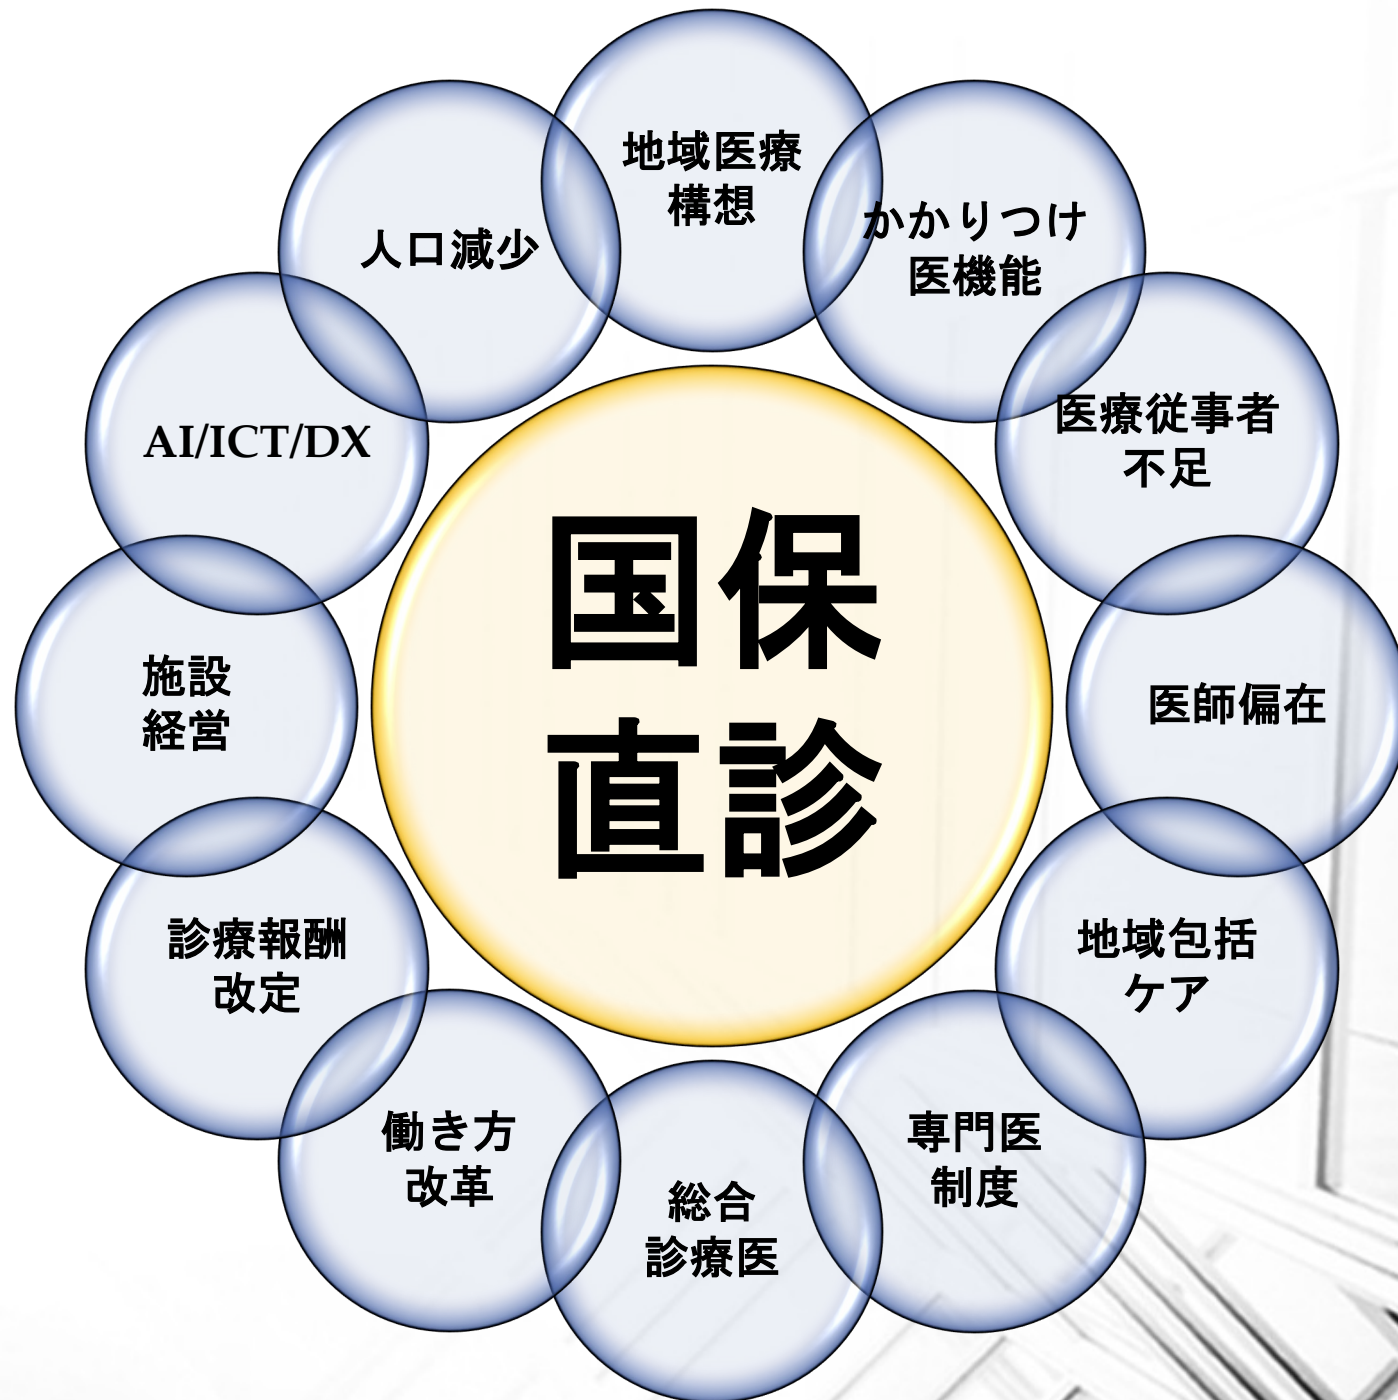 地域医療
構想
かかりつけ
医機能
医療従事者
不足
医師偏在
地域包括
ケア
専門医
制度
総合
診療医
働き方
改革
診療報酬
改定
施設
経営
AI/ICT/DX
人口減少
国保
直診